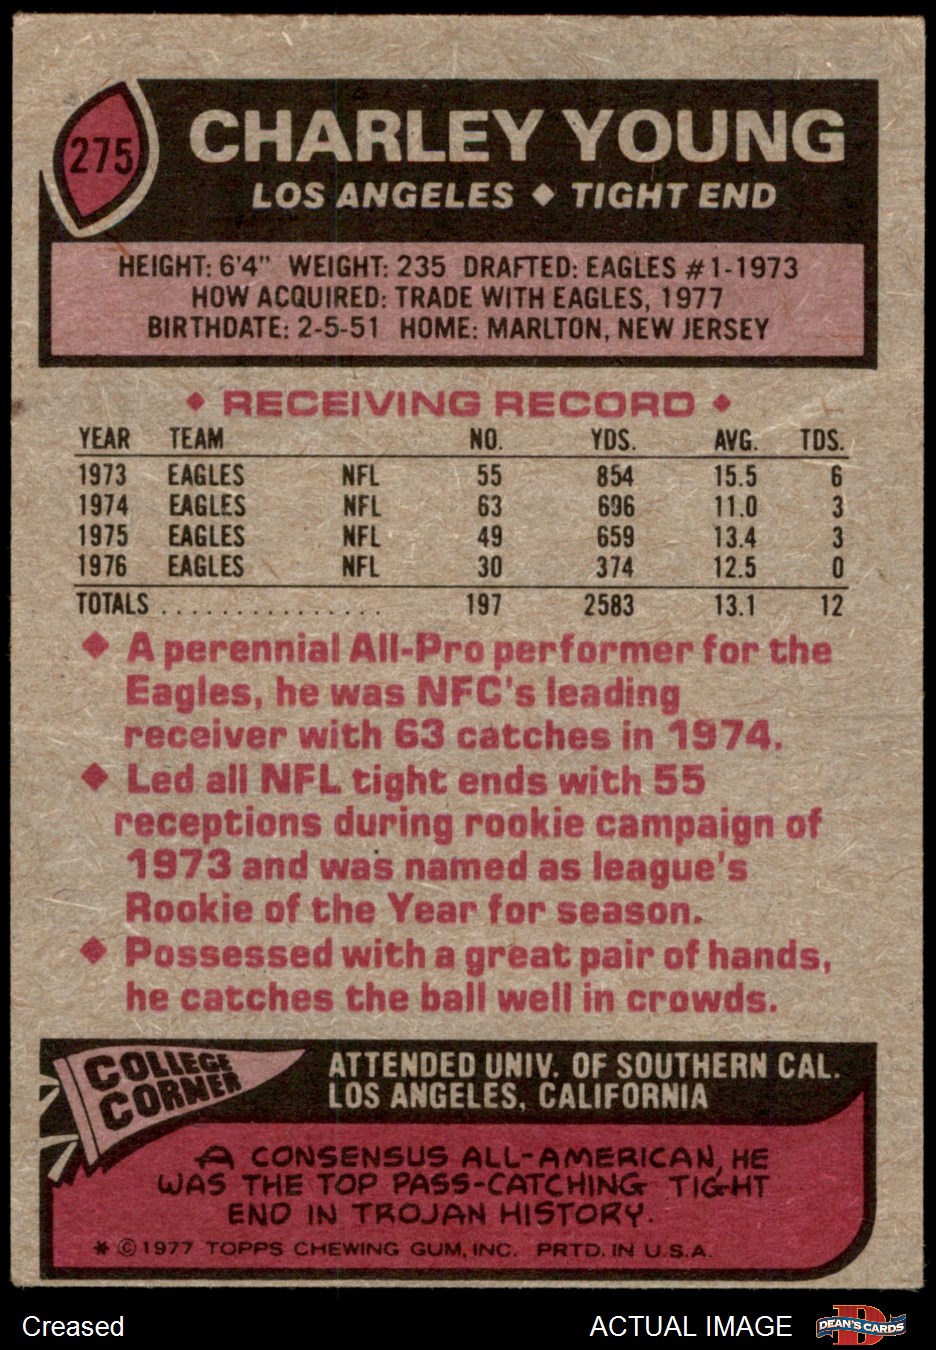 275
CHARLEY YOUNG
LOS ANGELES ◆ TIGHT END
HEIGHT: 6'4" WEIGHT: 235 DRAFTED: EAGLES #1-1973
HOW ACQUIRED: TRADE WITH EAGLES, 1977
BIRTHDATE: 2-5-51 HOME: MARLTON, NEW JERSEY
◆ RECEIVING RECORD ◆
YEAR TEAM NO. YDS. AVG. TDS.
1973 EAGLES NFL 55 854 15.5 6
1974 EAGLES NFL 63 696 11.0 3
1975 EAGLES NFL 49 659 13.4 3
1976 EAGLES NFL 30 374 12.5 0
TOTALS ................ 197 2583 13.1 12
◆ A perennial All-Pro performer for the
Eagles, he was NFC's leading
receiver with 63 catches in 1974.
◆ Led all NFL tight ends with 55
receptions during rookie campaign of
1973 and was named as league's
Rookie of the Year for season.
◆ Possessed with a great pair of hands,
he catches the ball well in crowds.
COLLEGE
CORNER
ATTENDED UNIV. OF SOUTHERN CAL.
LOS ANGELES, CALIFORNIA
A CONSENSUS ALL-AMERICAN, HE
WAS THE TOP PASS-CATCHING TIGHT
END IN TROJAN HISTORY.
* © 1977 TOPPS CHEWING GUM, INC. PRTD. IN U.S.A.
Creased
ACTUAL IMAGE
D
DEAN'S CARDS